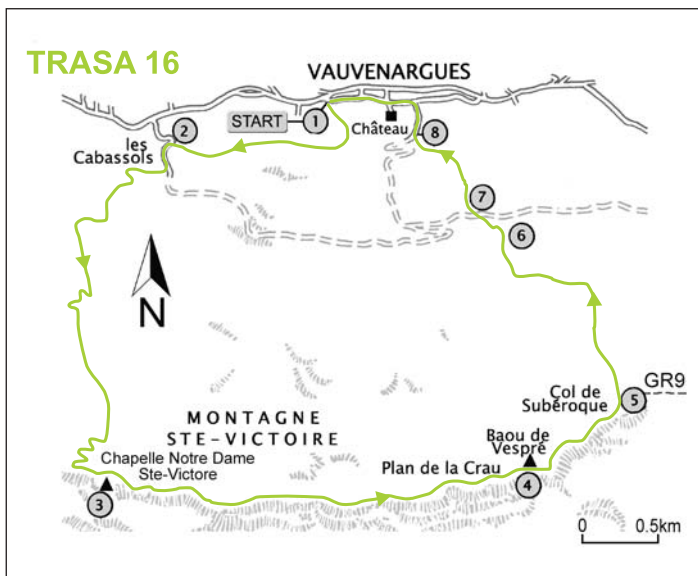 TRASA 16
VAUVENARGUES
START
1
2
les
Cabassols
Château
8
7
6
N
GR9
Col de
Subéroque
5
MONTAGNE
STE-VICTOIRE
Baou de
Vespré
Chapelle Notre Dame
Ste-Victore
Plan de la Crau
4
3
0 0.5km